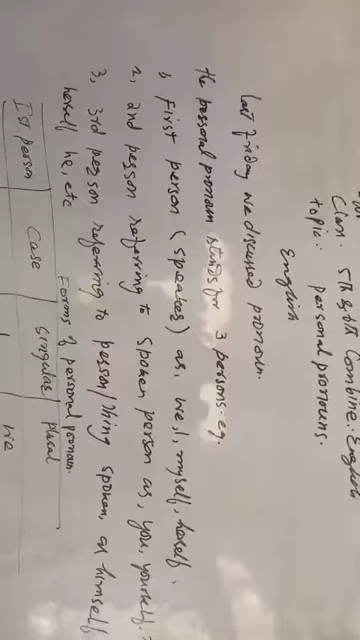 Class: 5th & 6th Combine. English
topic: personal pronouns.
English
Last friday we discussed pronoun.
the personal pronoun stands for 3 persons. eg.
1, First person (speaker) as, we, I, myself, herself.
2, 2nd person referring to spoken person as, you, yourself.
3, 3rd person referring to person/thing spoken, as himself
herself, he, etc
Forms of personal pronoun.
Case Singular plural
Ist person I we